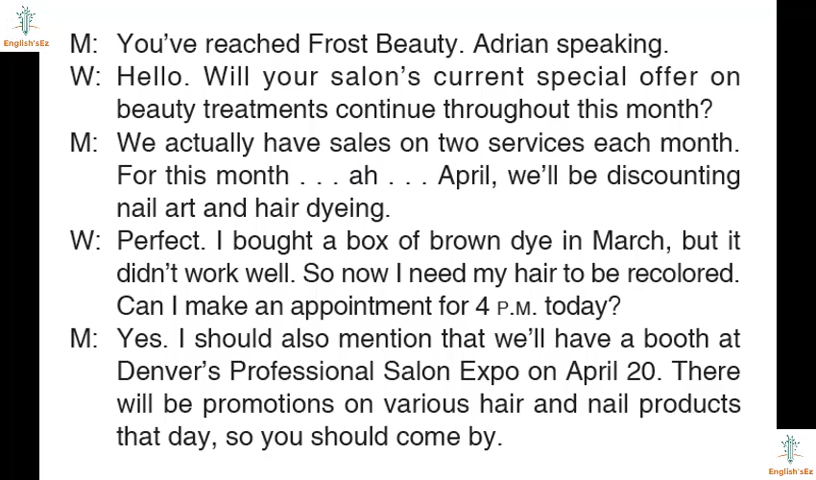 English'sEz
M: You've reached Frost Beauty. Adrian speaking.
W: Hello. Will your salon's current special offer on
beauty treatments continue throughout this month?
M: We actually have sales on two services each month.
For this month . . . ah . . . April, we'll be discounting
nail art and hair dyeing.
W: Perfect. I bought a box of brown dye in March, but it
didn't work well. So now I need my hair to be recolored.
Can I make an appointment for 4 P.M. today?
M: Yes. I should also mention that we'll have a booth at
Denver's Professional Salon Expo on April 20. There
will be promotions on various hair and nail products
that day, so you should come by.
English'sEz